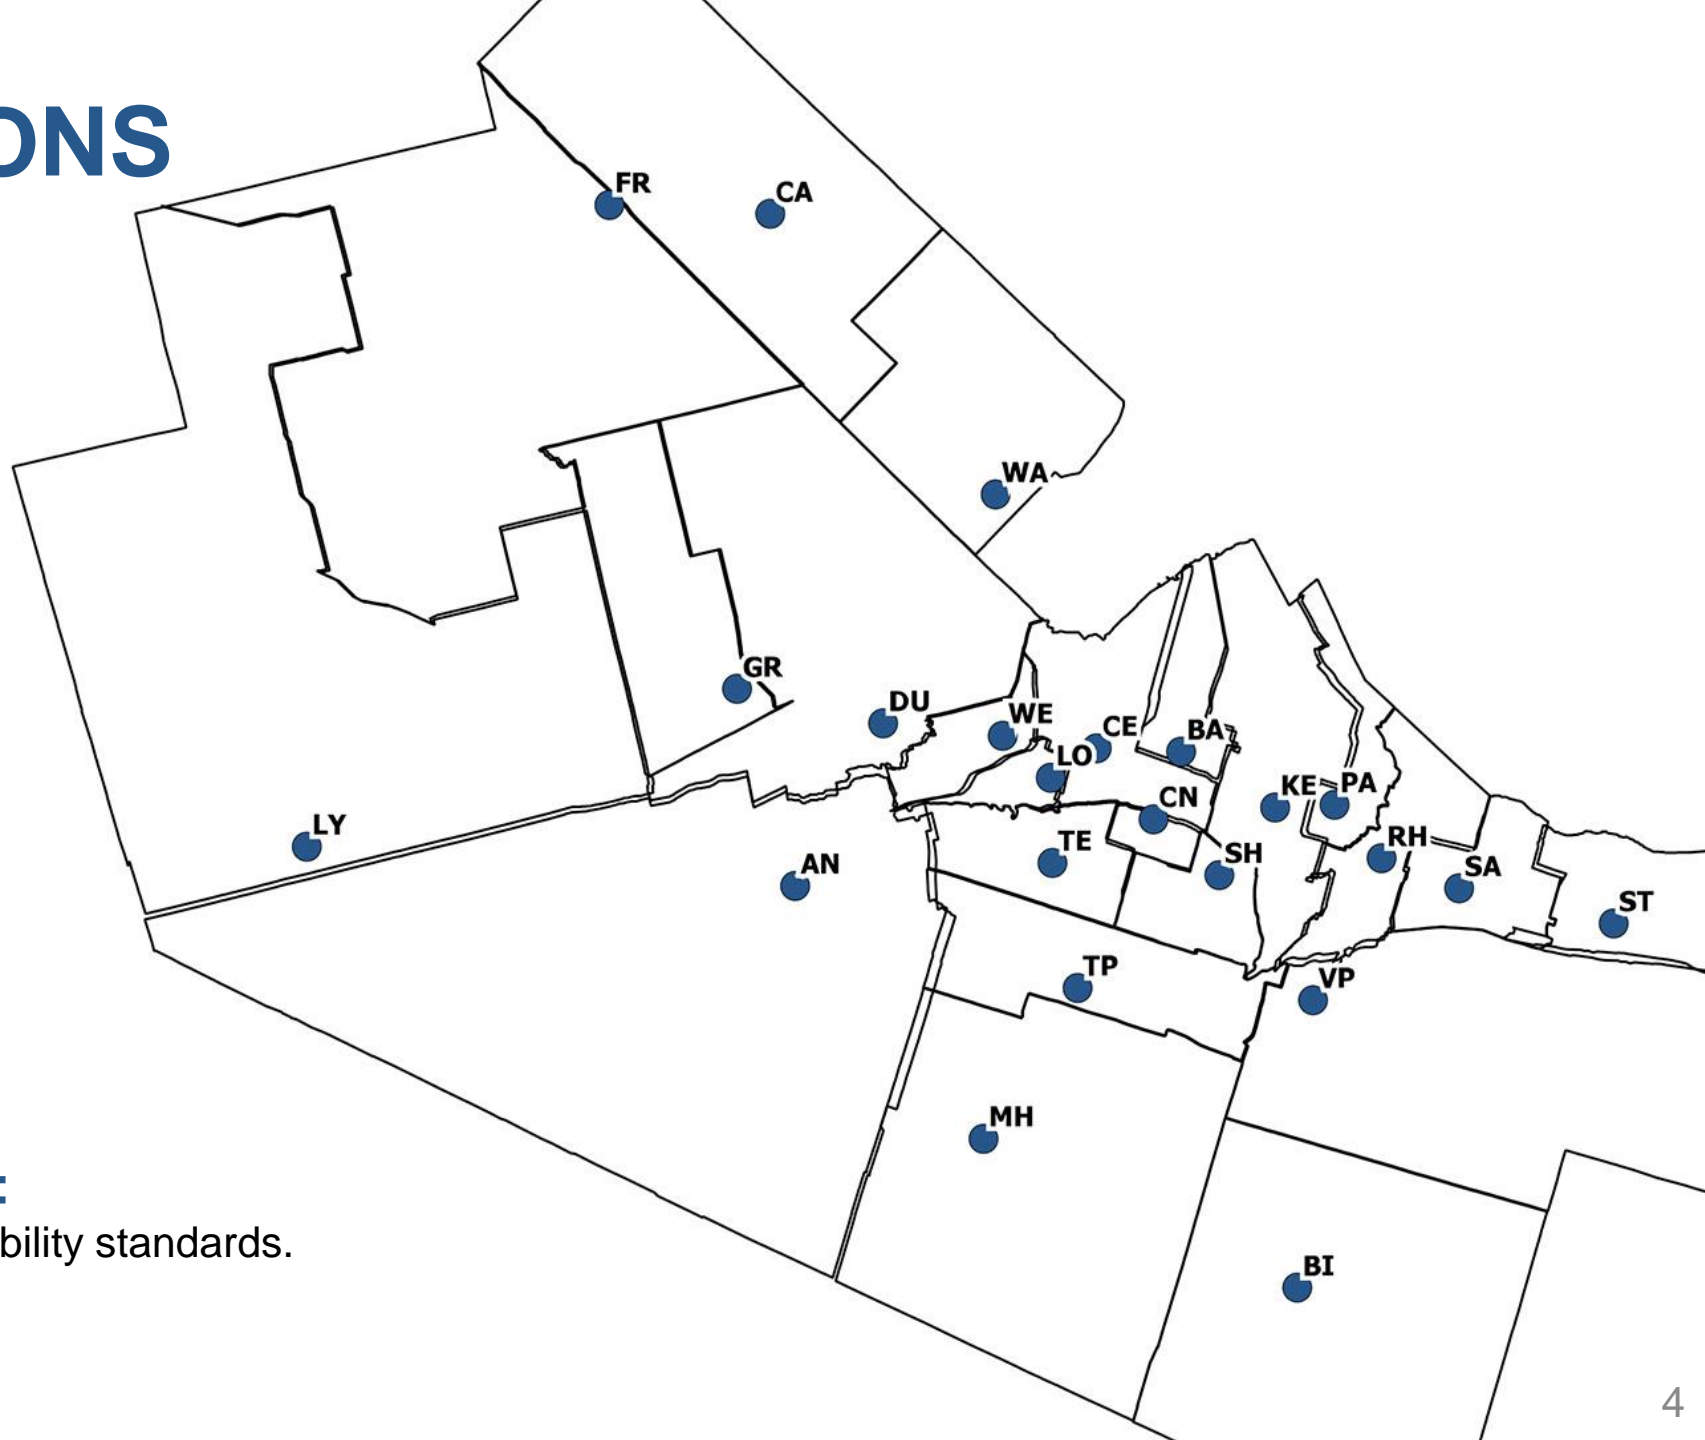 ONS
FR
CA
WA
GR
DU
WE
CE
BA
LO
KE
PA
CN
LY
TE
RH
AN
SH
SA
ST
TP
VP
MH
:
bility standards.
BI
4